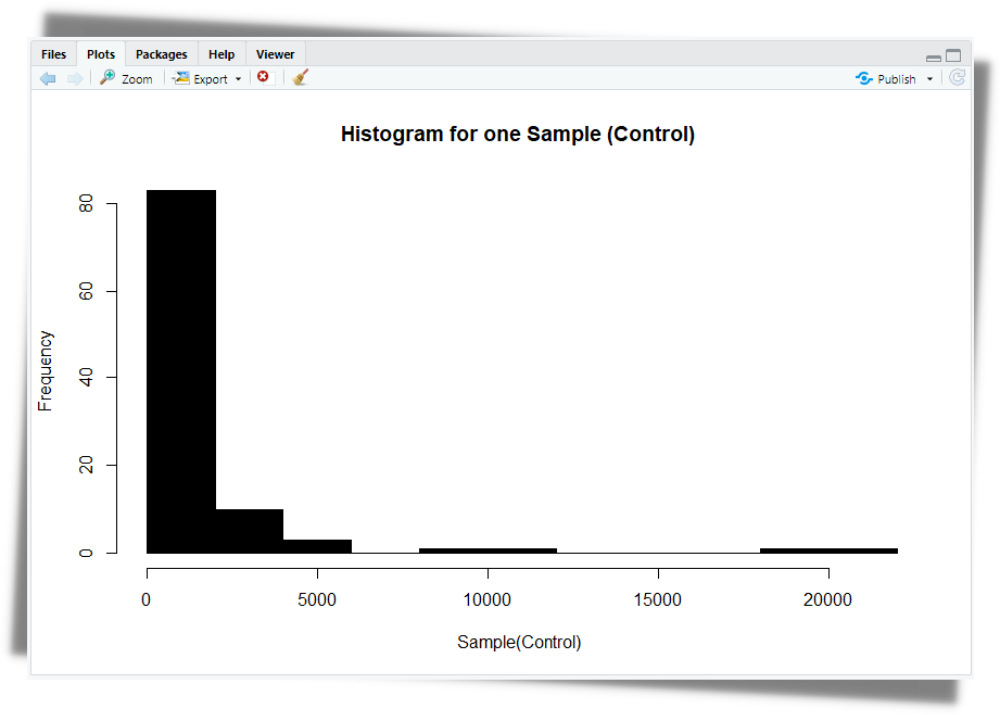 Files Plots Packages Help Viewer
Zoom Export Publish
Histogram for one Sample (Control)
80
60
40
20
0
Frequency
0 5000 10000 15000 20000
Sample(Control)